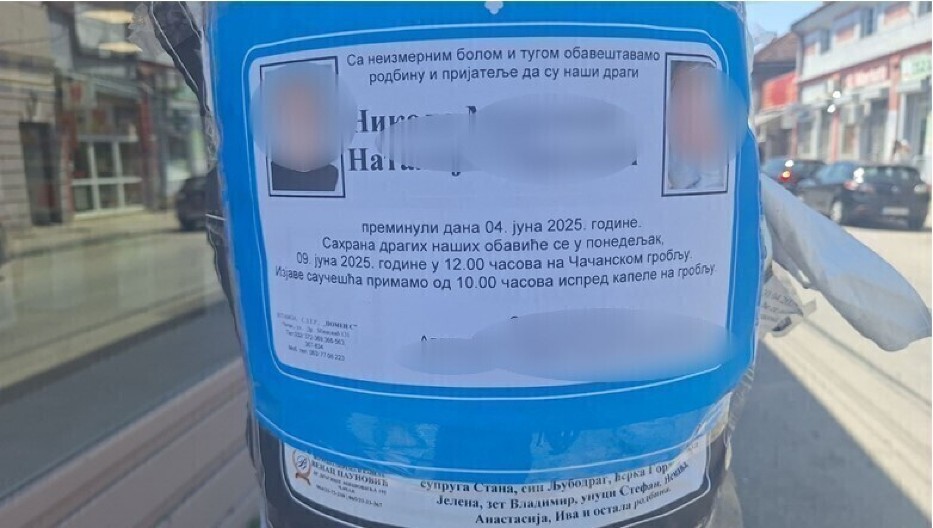 Са неизмерним болом и тугом обавештавамо
родбину и пријатеље да су наши драги
преминули дана 04. јуна 2025. године.
Сахрана драгих наших обавиће се у понедељак,
09. јуна 2025. године у 12.00 часова на Чачанском гробљу.
Изјаве саучешћа примамо од 10.00 часова испред капеле на гробљу.
ВЕНАЦ ПАУНОВИЋ
супруга Стана, син Љубодраг,
Јелена, зет Владимир, унуци Стефан,
Анастасија, Ива и остала родбина.